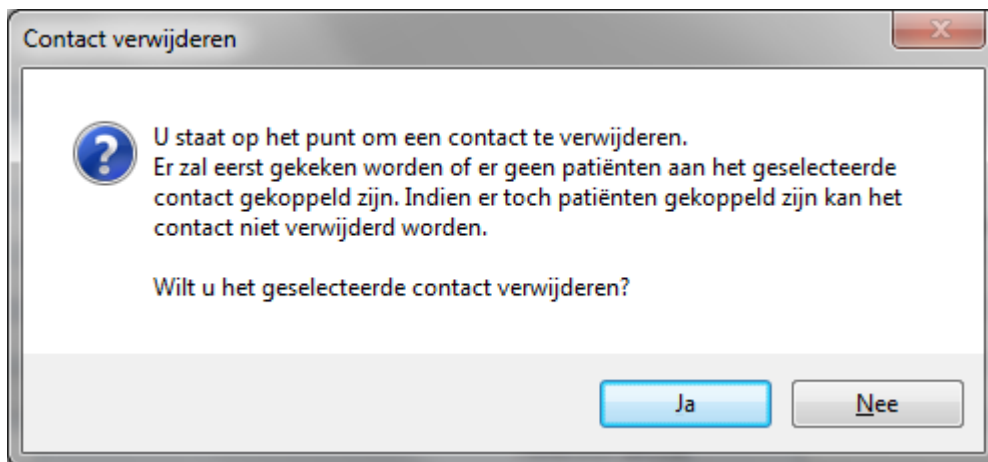 Contact verwijderen
U staat op het punt om een contact te verwijderen.
Er zal eerst gekeken worden of er geen patiënten aan het geselecteerde
contact gekoppeld zijn. Indien er toch patiënten gekoppeld zijn kan het
contact niet verwijderd worden.
Wilt u het geselecteerde contact verwijderen?
Ja
Nee